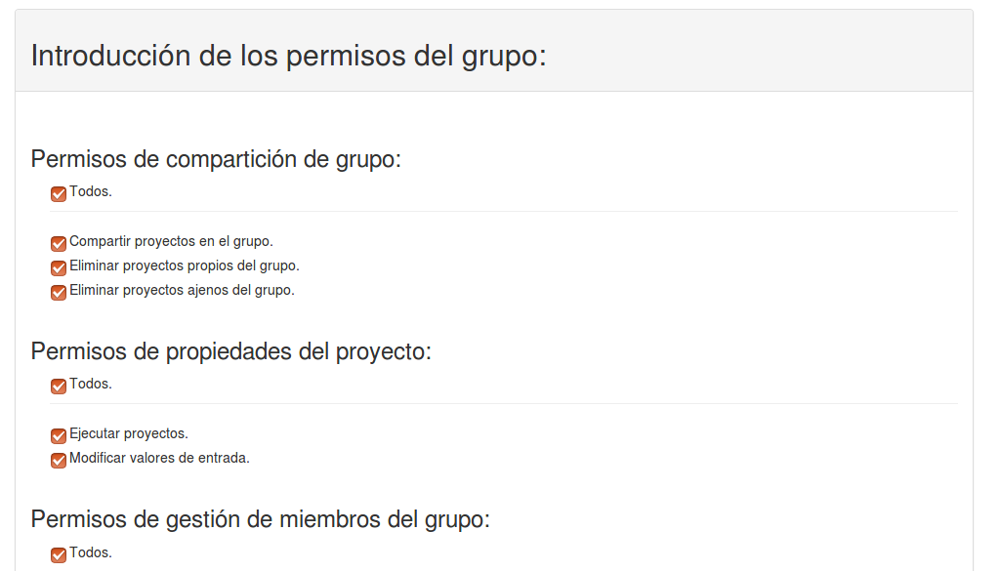 Introducción de los permisos del grupo:
Permisos de compartición de grupo:
Todos.
Compartir proyectos en el grupo.
Eliminar proyectos propios del grupo.
Eliminar proyectos ajenos del grupo.
Permisos de propiedades del proyecto:
Todos.
Ejecutar proyectos.
Modificar valores de entrada.
Permisos de gestión de miembros del grupo:
Todos.